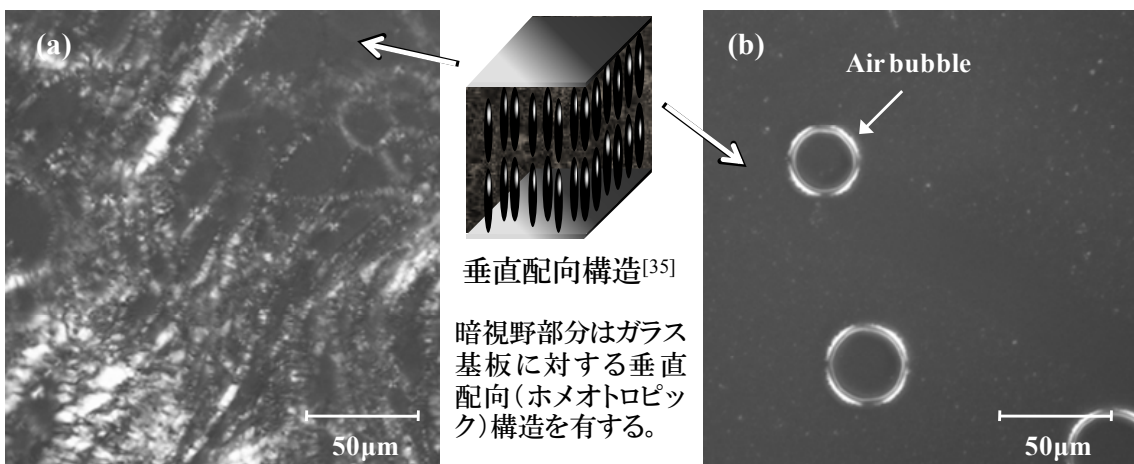 (a)
垂直配向構造[35]
暗視野部分はガラス
基板に対する垂直
配向(ホメオトロピッ
ク)構造を有する。
50μm
(b)
Air bubble
50μm